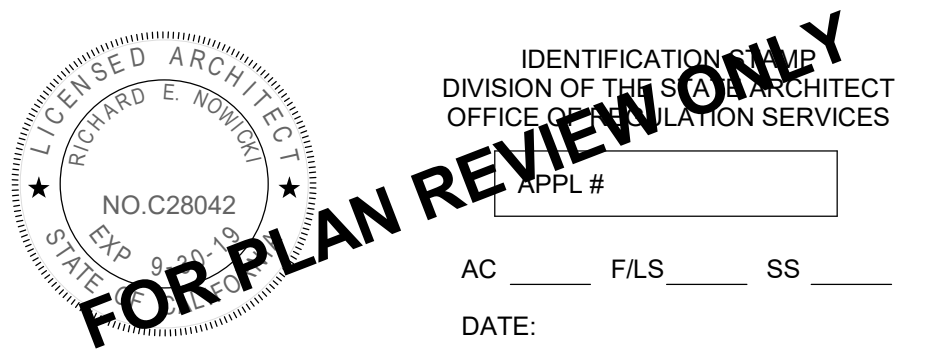 LICENSED ARCHITECT
RICHARD E. NOWICKI
NO.C28042
EXP 9-30-19
STATE OF CALIFORNIA
IDENTIFICATION STAMP
DIVISION OF THE STATE ARCHITECT
OFFICE OF REGULATION SERVICES
APPL #
AC F/LS SS
DATE:
FOR PLAN REVIEW ONLY